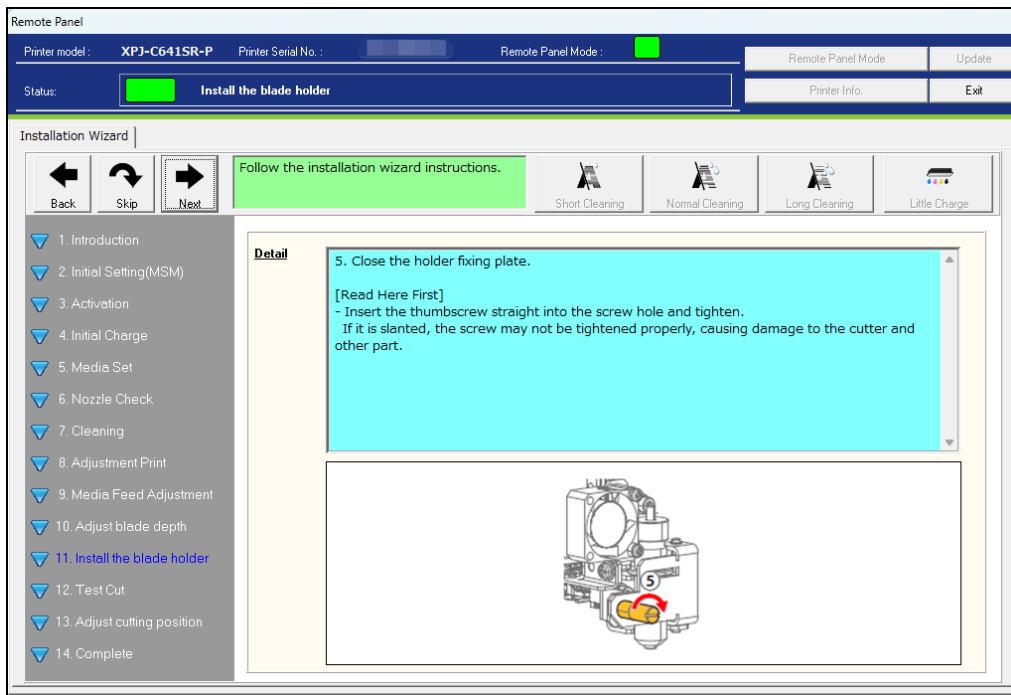 Remote Panel
Printer model : XPJ-C641SR-P Printer Serial No. : Remote Panel Mode :
Remote Panel Mode Update
Status: Install the blade holder
Printer Info. Exit
Installation Wizard
Back Skip Next
Follow the installation wizard instructions.
Short Cleaning Normal Cleaning Long Cleaning Little Charge
1. Introduction
2. Initial Setting(MSM)
3. Activation
4. Initial Charge
5. Media Set
6. Nozzle Check
7. Cleaning
8. Adjustment Print
9. Media Feed Adjustment
10. Adjust blade depth
11. Install the blade holder
12. Test Cut
13. Adjust cutting position
14. Complete
Detail
5. Close the holder fixing plate.
[Read Here First]
- Insert the thumbscrew straight into the screw hole and tighten.
If it is slanted, the screw may not be tightened properly, causing damage to the cutter and
other part.
5